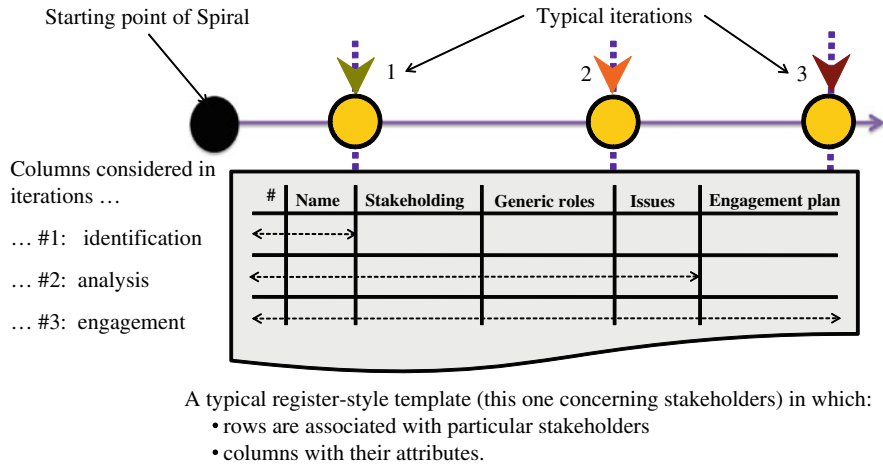 Starting point of Spiral
Typical iterations
1
2
3
Columns considered in
iterations …
# Name Stakeholding Generic roles Issues Engagement plan
… #1: identification
… #2: analysis
… #3: engagement
A typical register-style template (this one concerning stakeholders) in which:
• rows are associated with particular stakeholders
• columns with their attributes.